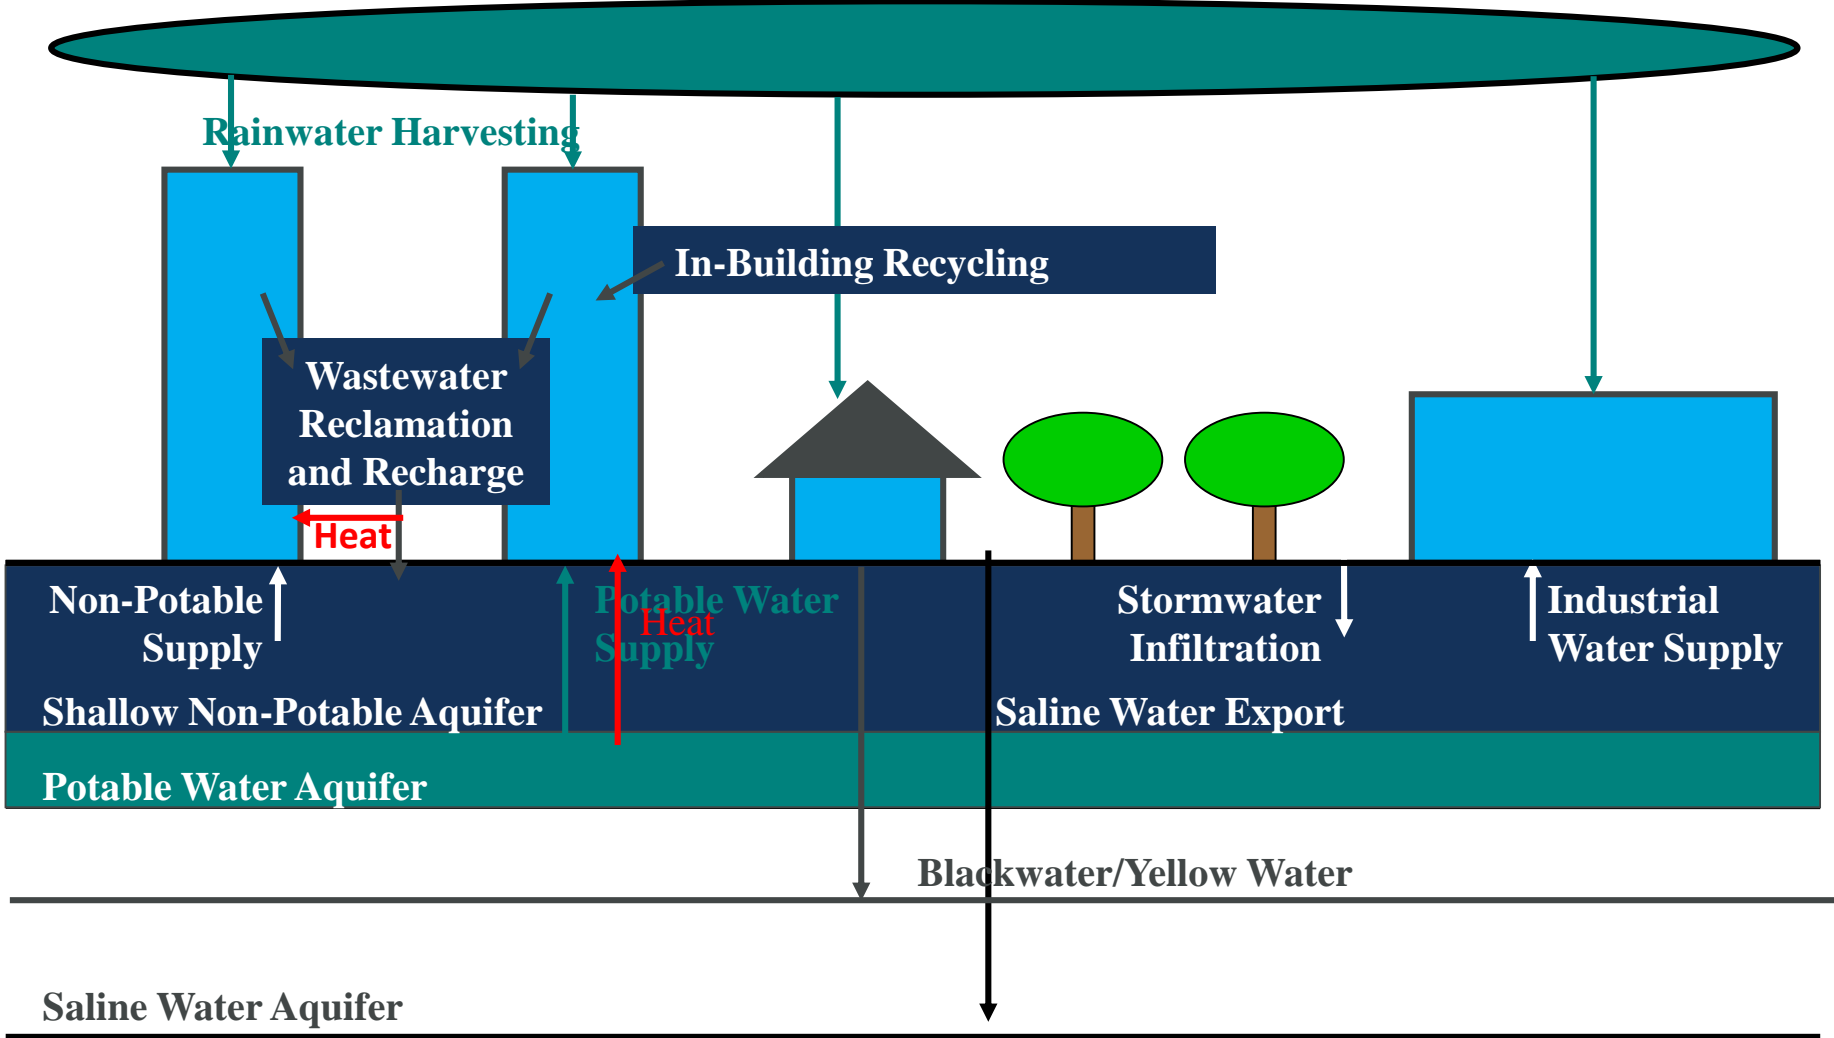 Rainwater Harvesting
In-Building Recycling
Wastewater
Reclamation
and Recharge
Heat
Non-Potable
Supply
Potable Water
Supply
Heat
Stormwater
Infiltration
Industrial
Water Supply
Shallow Non-Potable Aquifer
Saline Water Export
Potable Water Aquifer
Blackwater/Yellow Water
Saline Water Aquifer